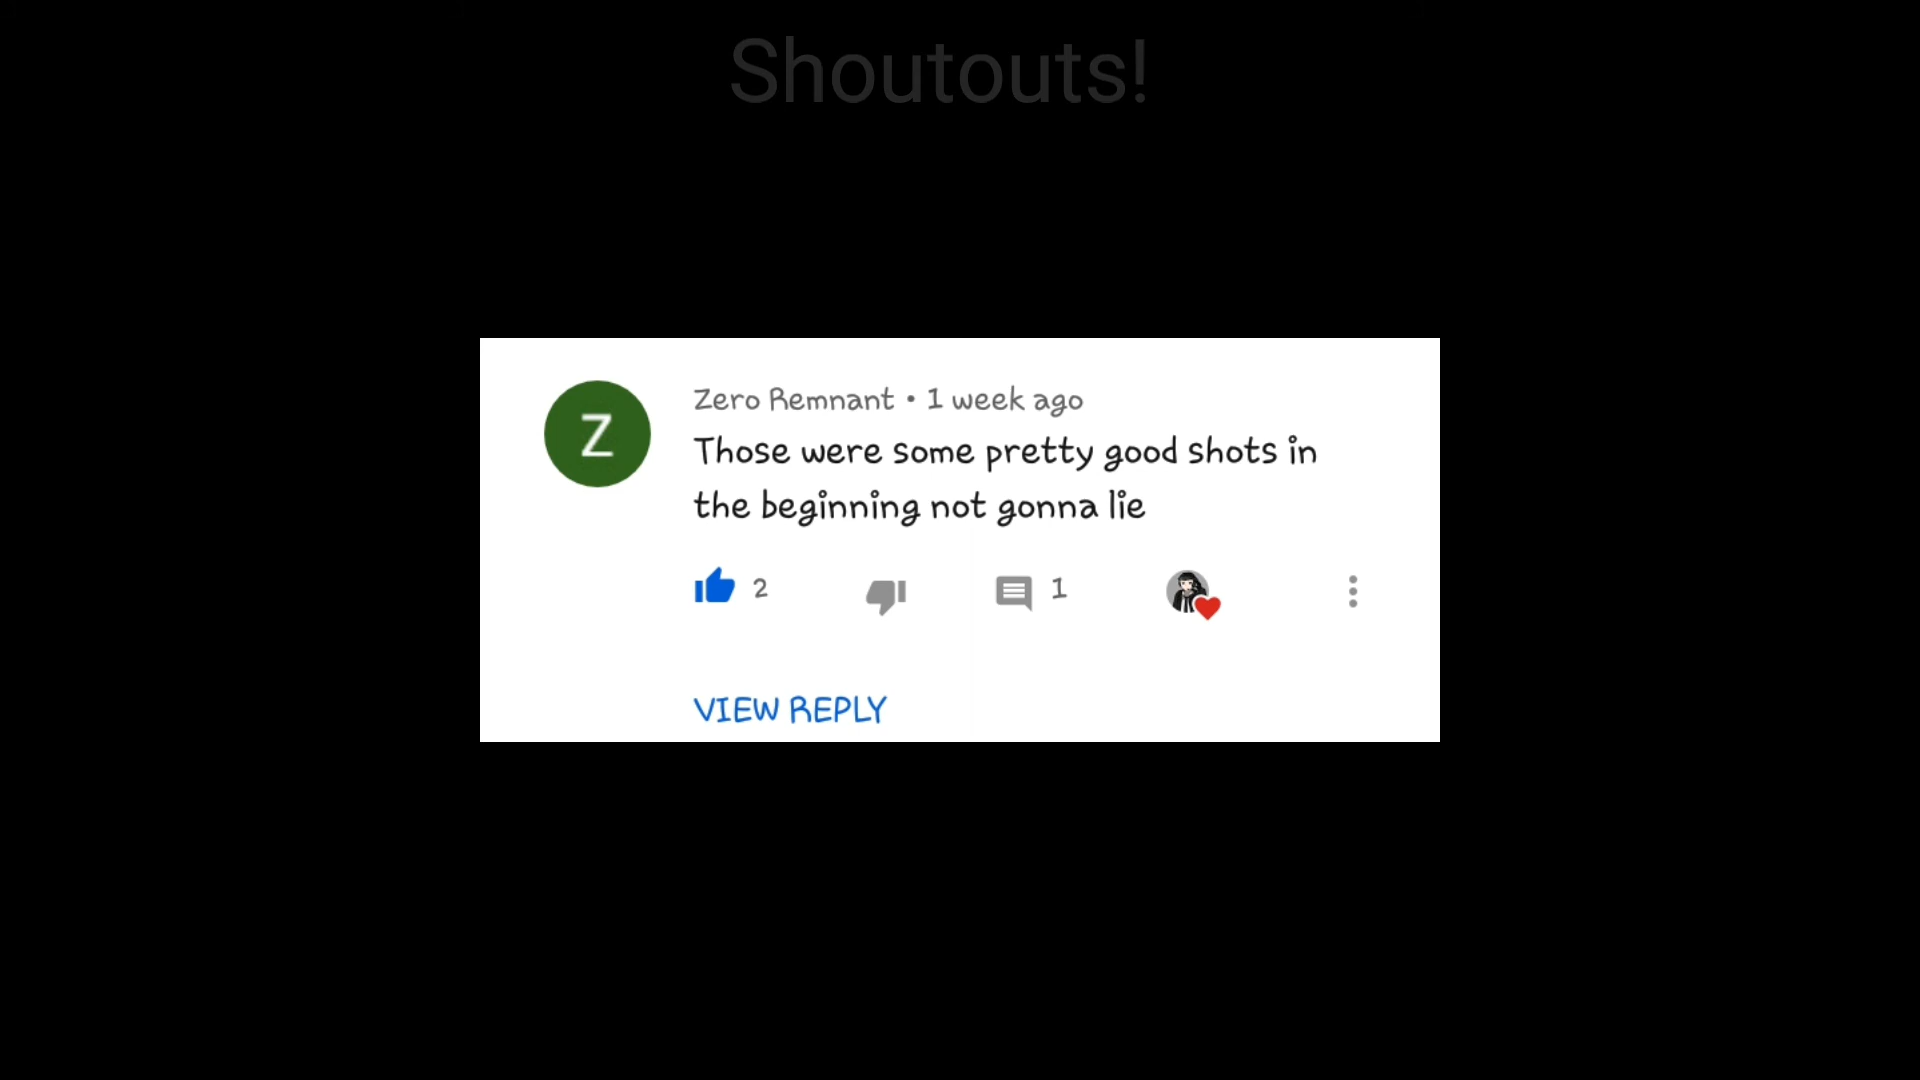 Shoutouts!
Z
Zero Remnant • 1 week ago
Those were some pretty good shots in
the beginning not gonna lie
2
1
VIEW REPLY